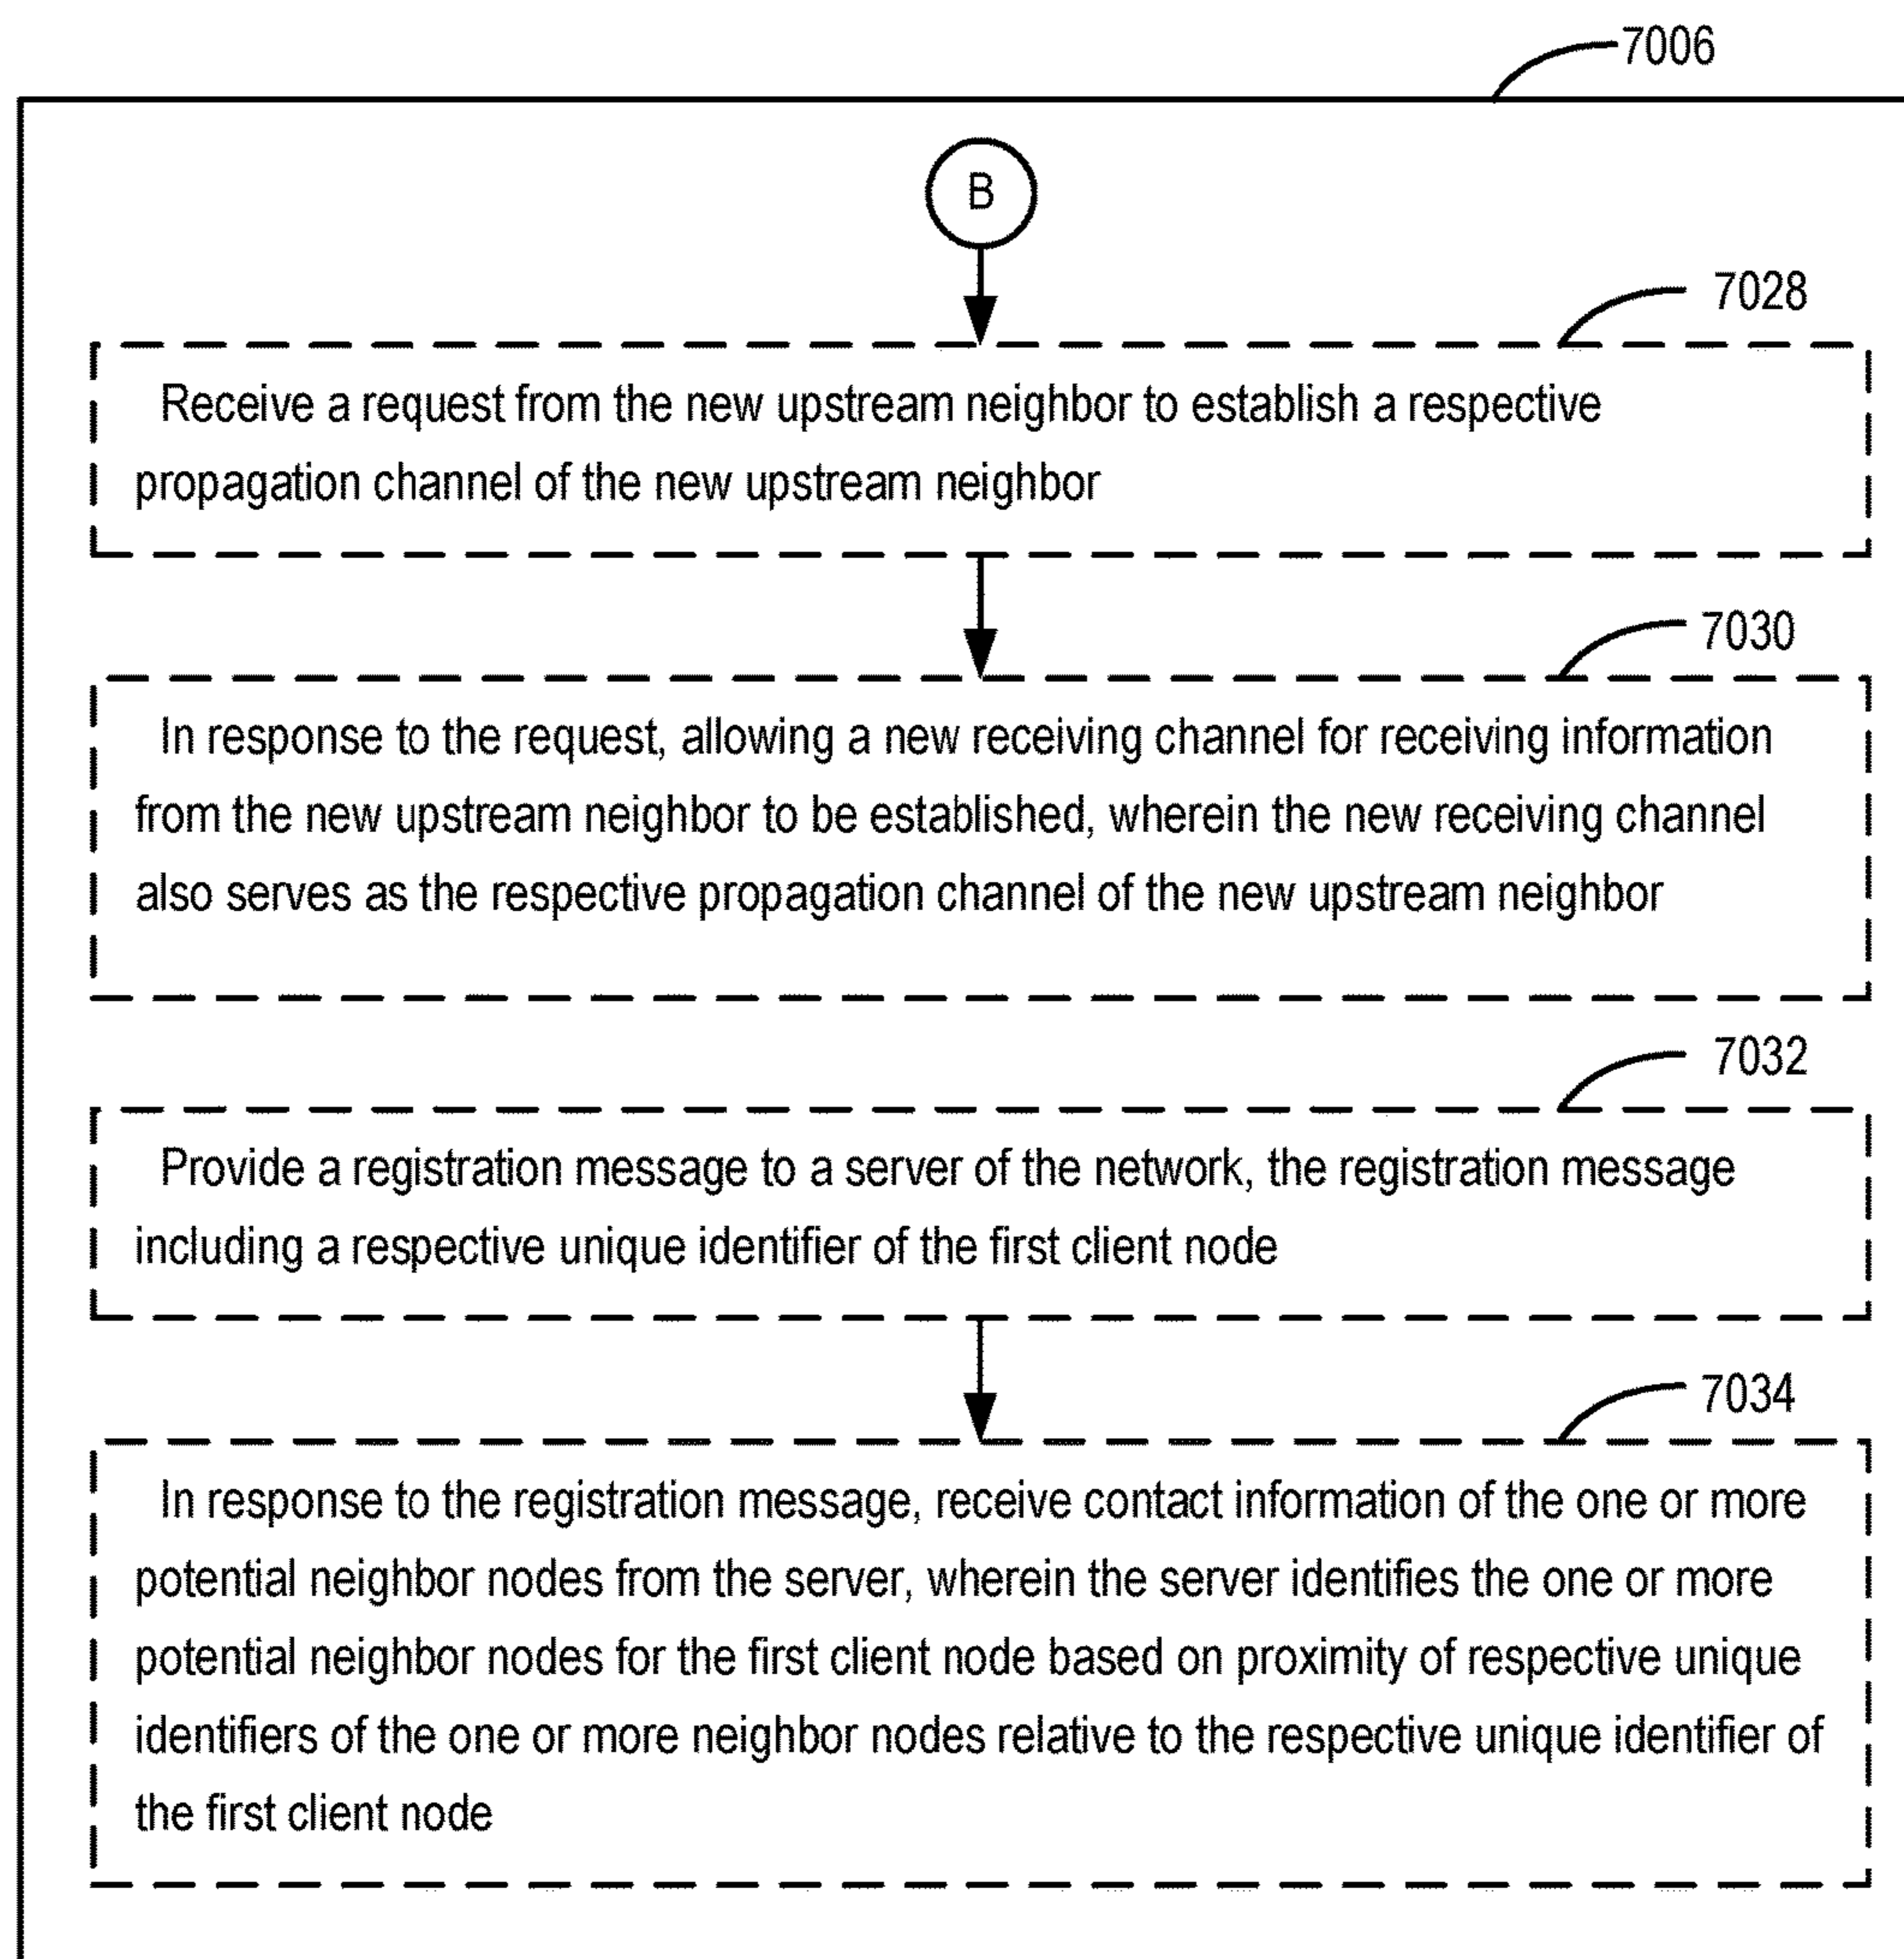 7006
B
7028
Receive a request from the new upstream neighbor to establish a respective
propagation channel of the new upstream neighbor
7030
In response to the request, allowing a new receiving channel for receiving information
from the new upstream neighbor to be established, wherein the new receiving channel
also serves as the respective propagation channel of the new upstream neighbor
7032
Provide a registration message to a server of the network, the registration message
including a respective unique identifier of the first client node
7034
In response to the registration message, receive contact information of the one or more
potential neighbor nodes from the server, wherein the server identifies the one or more
potential neighbor nodes for the first client node based on proximity of respective unique
identifiers of the one or more neighbor nodes relative to the respective unique identifier of
the first client node